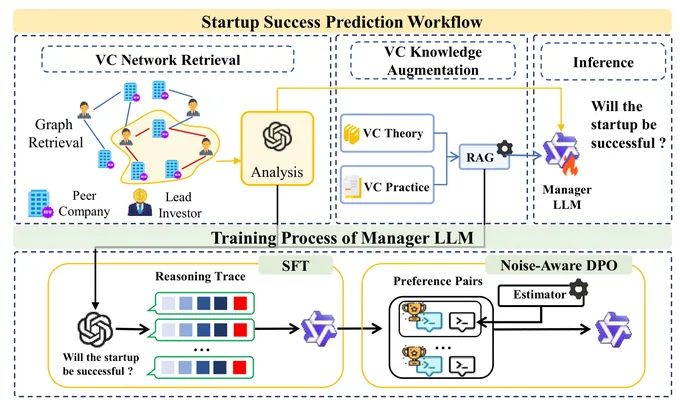 Startup Success Prediction Workflow
VC Network Retrieval
Graph
Retrieval
Analysis
Peer
Company
Lead
Investor
VC Knowledge
Augmentation
VC Theory
VC Practice
RAG
Inference
Will the
startup be
successful ?
Manager
LLM
Training Process of Manager LLM
SFT
Reasoning Trace
Will the startup
be successful ?
...
Noise-Aware DPO
Preference Pairs
Estimator
...